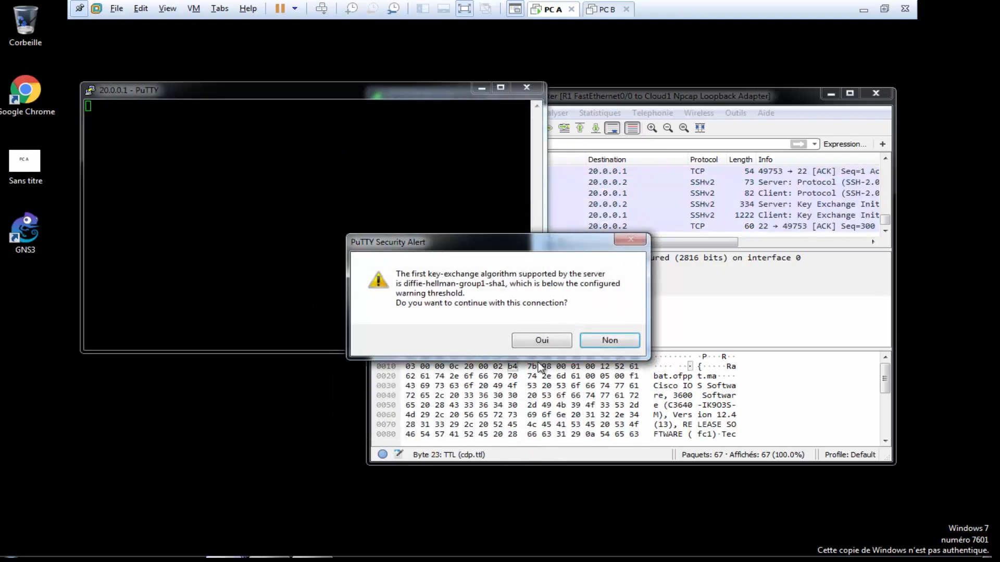 File Edit View VM Tabs Help
PC A
PC B
Corbeille
Google Chrome
PC A
Sans titre
GNS3
20.0.0.1 - PuTTY
[R1 FastEthernet0/0 to Cloud1 Npcap Loopback Adapter]
Statistiques Telephonie Wireless Outils Aide
Expression... +
Destination Protocol Length Info
20.0.0.1 TCP 54 49753 → 22 [ACK] Seq=1 Ac
20.0.0.2 SSHv2 73 Server: Protocol (SSH-2.0
20.0.0.1 SSHv2 82 Client: Protocol (SSH-2.0
20.0.0.2 SSHv2 334 Server: Key Exchange Init
20.0.0.1 SSHv2 1222 Client: Key Exchange Init
20.0.0.2 TCP 60 22 → 49753 [ACK] Seq=300
ured (2816 bits) on interface 0
PuTTY Security Alert
The first key-exchange algorithm supported by the server
is diffie-hellman-group1-sha1, which is below the configured
warning threshold.
Do you want to continue with this connection?
Oui Non
0010 03 00 00 0c 20 00 02 b4 7b 98 00 01 00 12 52 61 · {·····Ra
0020 62 61 74 2e 6f 66 70 70 74 2e 6d 61 00 05 00 f1 bat.ofpp t.ma····
0030 43 69 73 63 6f 20 49 4f 53 20 53 6f 66 74 77 61 Cisco IO S Softwa
0040 72 65 2c 20 33 36 30 30 20 53 6f 66 74 77 61 72 re, 3600 Softwar
0050 65 20 28 43 33 36 34 30 2d 49 4b 39 4f 33 53 2d e (C3640 -IK9O3S-
0060 4d 29 2c 20 56 65 72 73 69 6f 6e 20 31 32 2e 34 M), Vers ion 12.4
0070 28 31 33 29 2c 20 52 45 4c 45 41 53 45 20 53 4f (13), RE LEASE SO
0080 46 54 57 41 52 45 20 28 66 63 31 29 0a 54 65 63 FTWARE ( fc1)·Tec
Byte 23: TTL (cdp.ttl) Paquets: 67 · Affichés: 67 (100.0%) Profile: Default
Windows 7
numéro 7601
Cette copie de Windows n'est pas authentique.